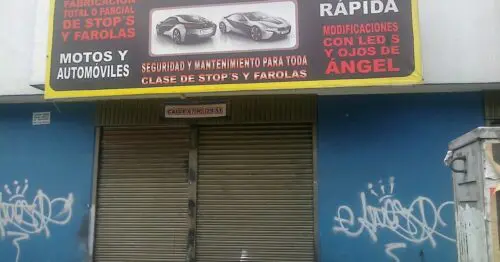 FABRICACIÓN
TOTAL O PARCIAL
DE STOP'S
Y FAROLAS
MOTOS Y
AUTOMÓVILES
SEGURIDAD Y MANTENIMIENTO PARA TODA
CLASE DE STOP'S Y FAROLAS
RÁPIDA
MODIFICACIONES
CON LED S
Y OJOS DE
ÁNGEL